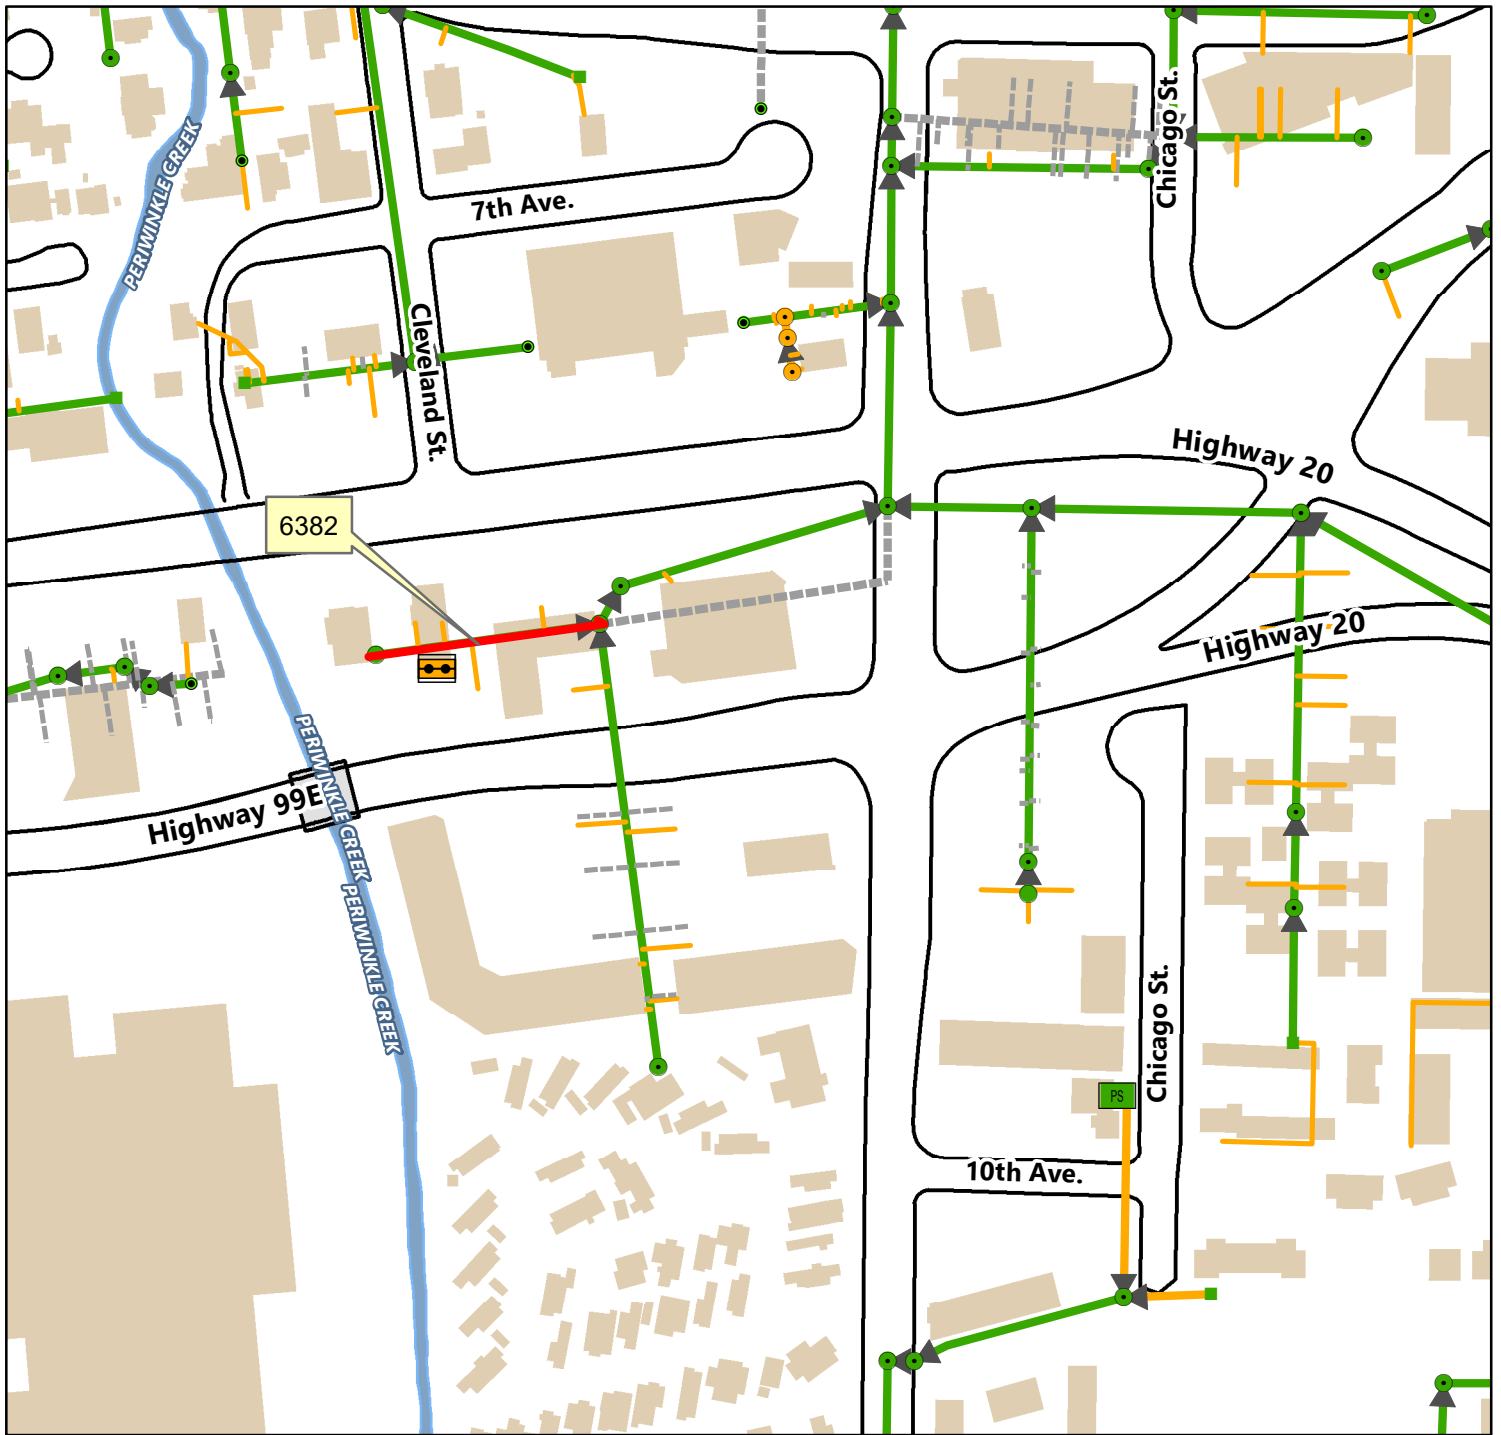 Chicago St.
PERIWINKLE CREEK
7th Ave.
Cleveland St.
Highway 20
6382
Highway 20
PERIWINKLE CREEK
Highway 99E
PERIWINKLE CREEK
Chicago St.
PS
10th Ave.